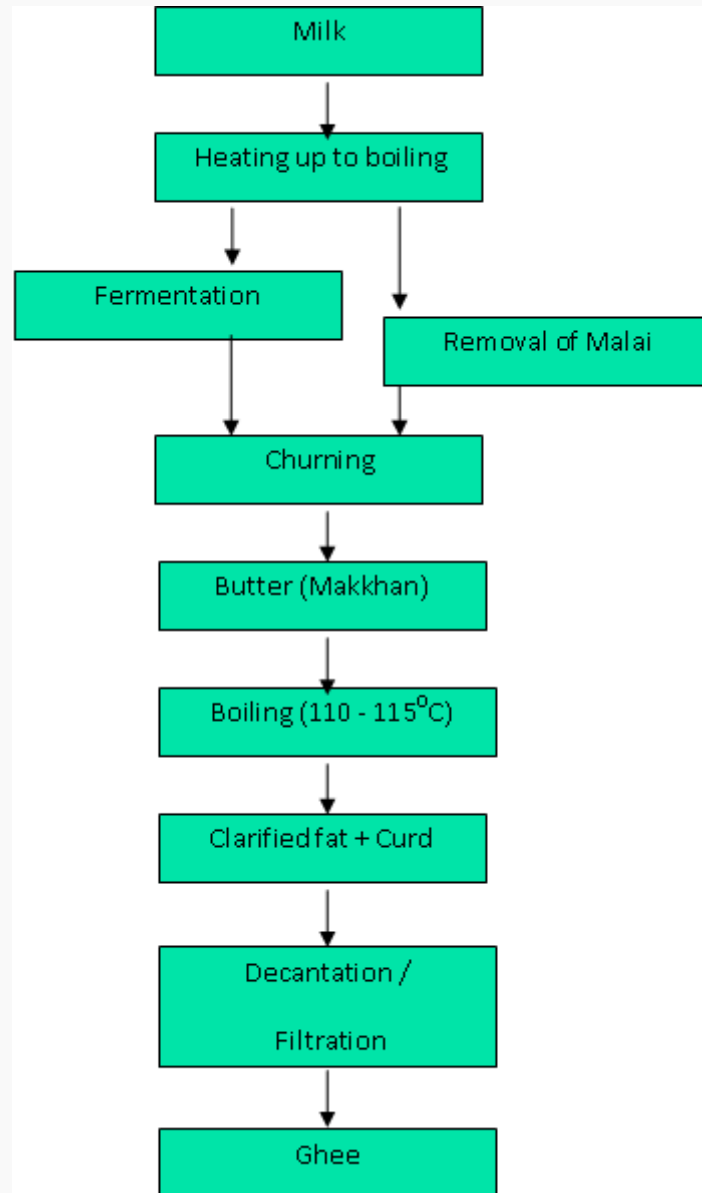 Milk
Heating up to boiling
Fermentation
Removal of Malai
Churning
Butter (Makkhan)
Boiling (110 - 115⁰C)
Clarified fat + Curd
Decantation /
Filtration
Ghee